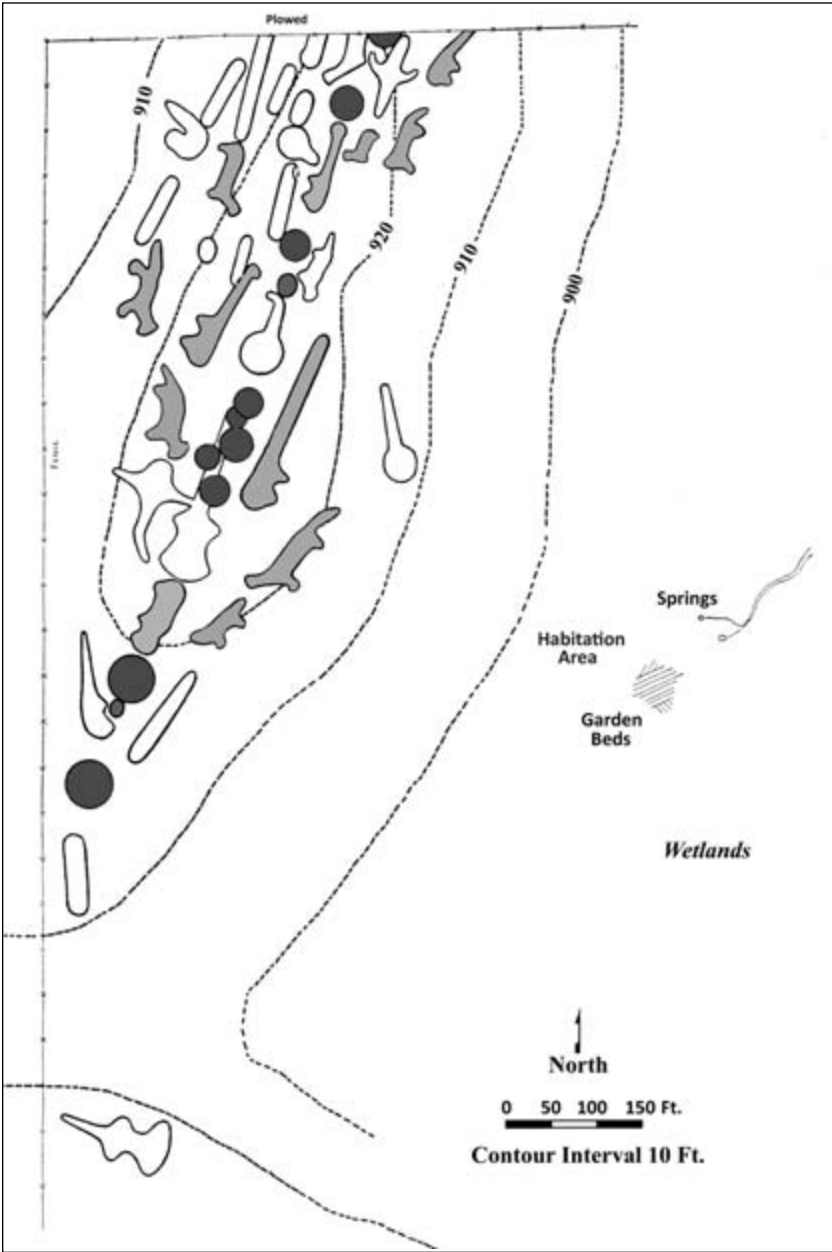 Plowed
910
920
910
900
Fence
Springs
Habitation
Area
Garden
Beds
Wetlands
North
0 50 100 150 Ft.
Contour Interval 10 Ft.